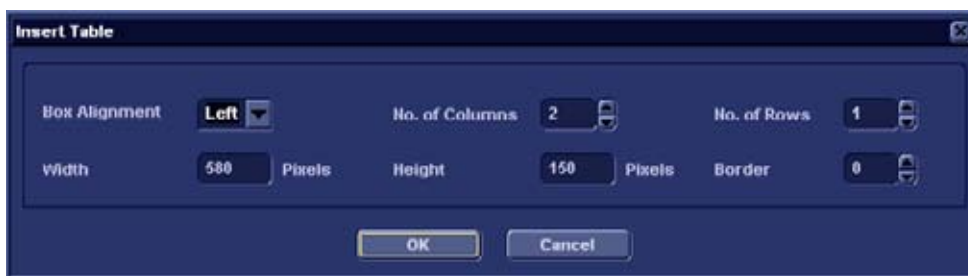 Insert Table
Box Alignment Left No. of Columns 2 No. of Rows 1
Width 580 Pixels Height 150 Pixels Border 0
OK Cancel